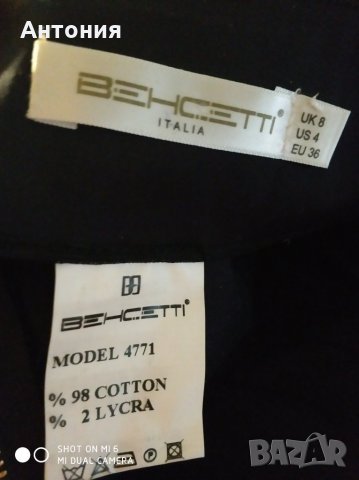 Антония
BEHCETTI®
ITALIA
UK 8
US 4
EU 36
BEHCETTI®
MODEL 4771
% 98 COTTON
% 2 LYCRA
SHOT ON MI 6
MI DUAL CAMERA
BAZAR